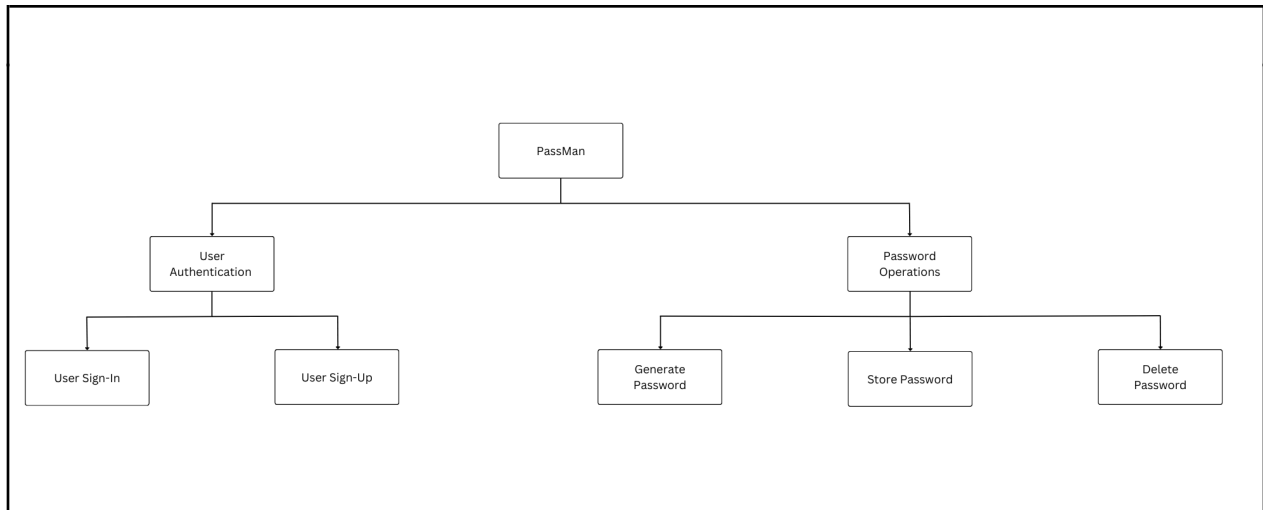 PassMan
User
Authentication
Password
Operations
User Sign-In
User Sign-Up
Generate
Password
Store Password
Delete
Password